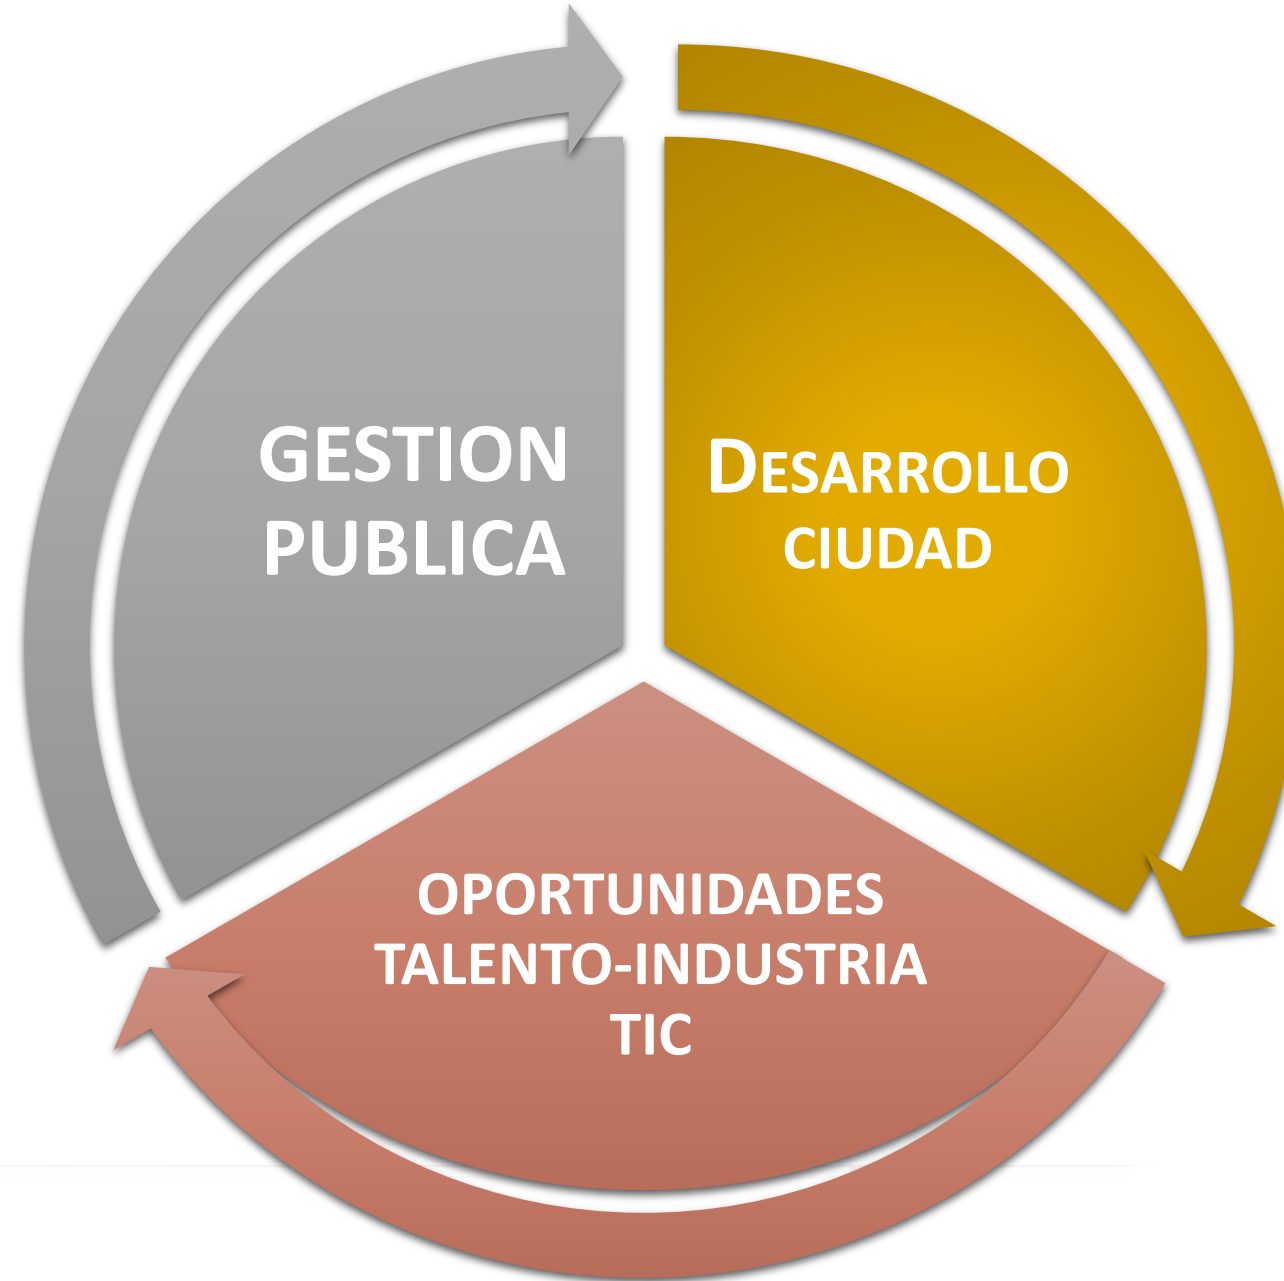 GESTION
PUBLICA
DESARROLLO
CIUDAD
OPORTUNIDADES
TALENTO-INDUSTRIA
TIC